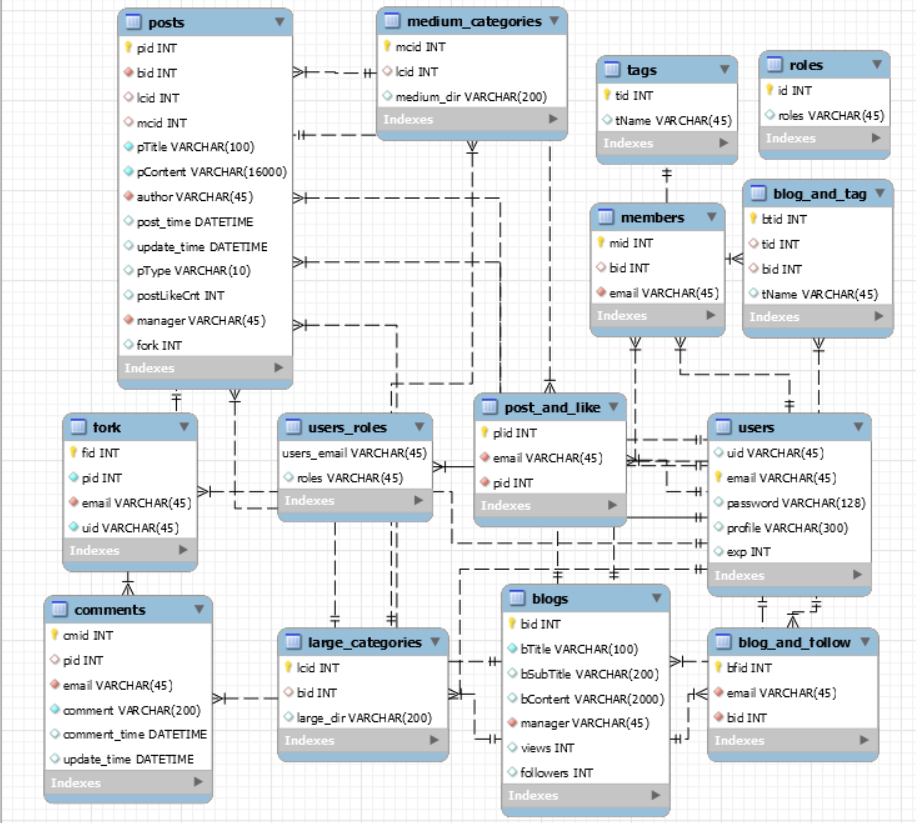 posts
pid INT
bid INT
lcid INT
mcid INT
pTitle VARCHAR(100)
pContent VARCHAR(16000)
author VARCHAR(45)
post_time DATETIME
update_time DATETIME
pType VARCHAR(10)
postLikeCnt INT
manager VARCHAR(45)
fork INT
Indexes
medium_categories
mcid INT
lcid INT
medium_dir VARCHAR(200)
Indexes
tags
tid INT
tName VARCHAR(45)
Indexes
roles
id INT
roles VARCHAR(45)
Indexes
members
mid INT
bid INT
email VARCHAR(45)
Indexes
blog_and_tag
btid INT
tid INT
bid INT
tName VARCHAR(45)
Indexes
fork
fid INT
pid INT
email VARCHAR(45)
uid VARCHAR(45)
Indexes
users_roles
users_email VARCHAR(45)
roles VARCHAR(45)
Indexes
post_and_like
plid INT
email VARCHAR(45)
pid INT
Indexes
users
uid VARCHAR(45)
email VARCHAR(45)
password VARCHAR(128)
profile VARCHAR(300)
exp INT
Indexes
comments
cmid INT
pid INT
email VARCHAR(45)
comment VARCHAR(200)
comment_time DATETIME
update_time DATETIME
Indexes
large_categories
lcid INT
bid INT
large_dir VARCHAR(200)
Indexes
blogs
bid INT
bTitle VARCHAR(100)
bSubTitle VARCHAR(200)
bContent VARCHAR(2000)
manager VARCHAR(45)
views INT
followers INT
Indexes
blog_and_follow
bfid INT
email VARCHAR(45)
bid INT
Indexes